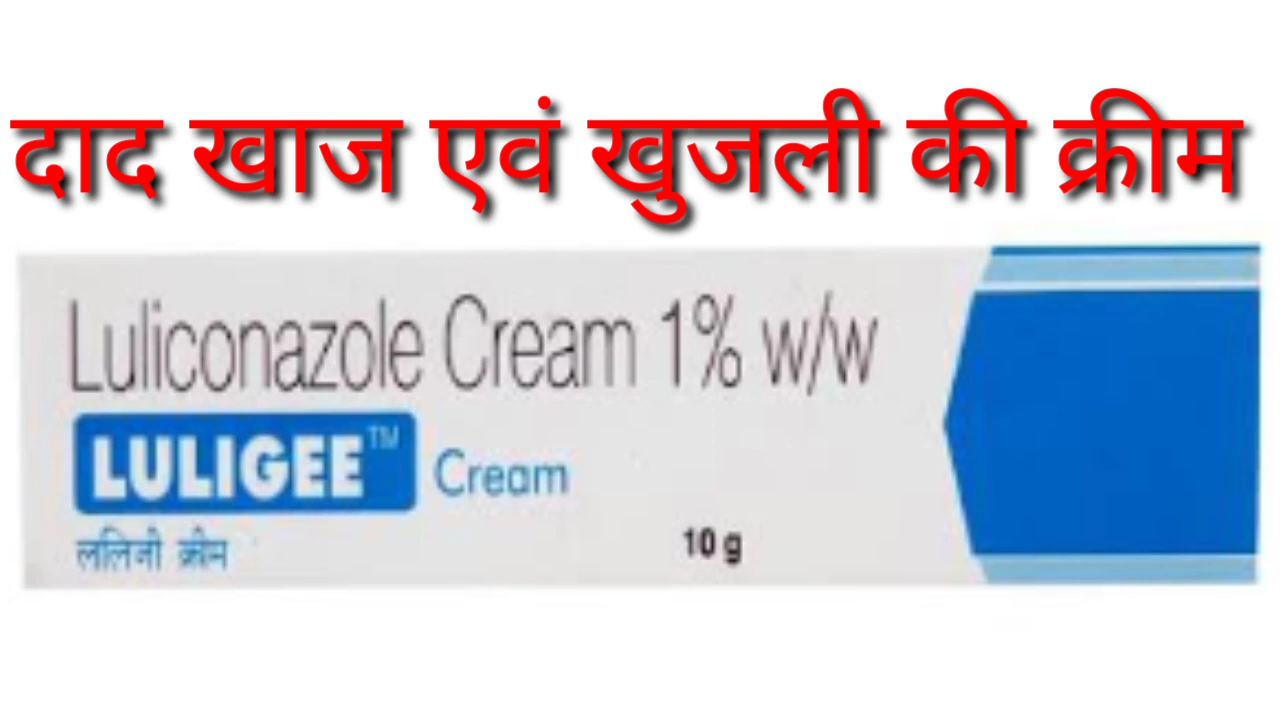 दाद खाज एवं खुजली की क्रीम
Luliconazole Cream 1% w/w
LULIGEE™ Cream
ललिजी क्रीम
10 g